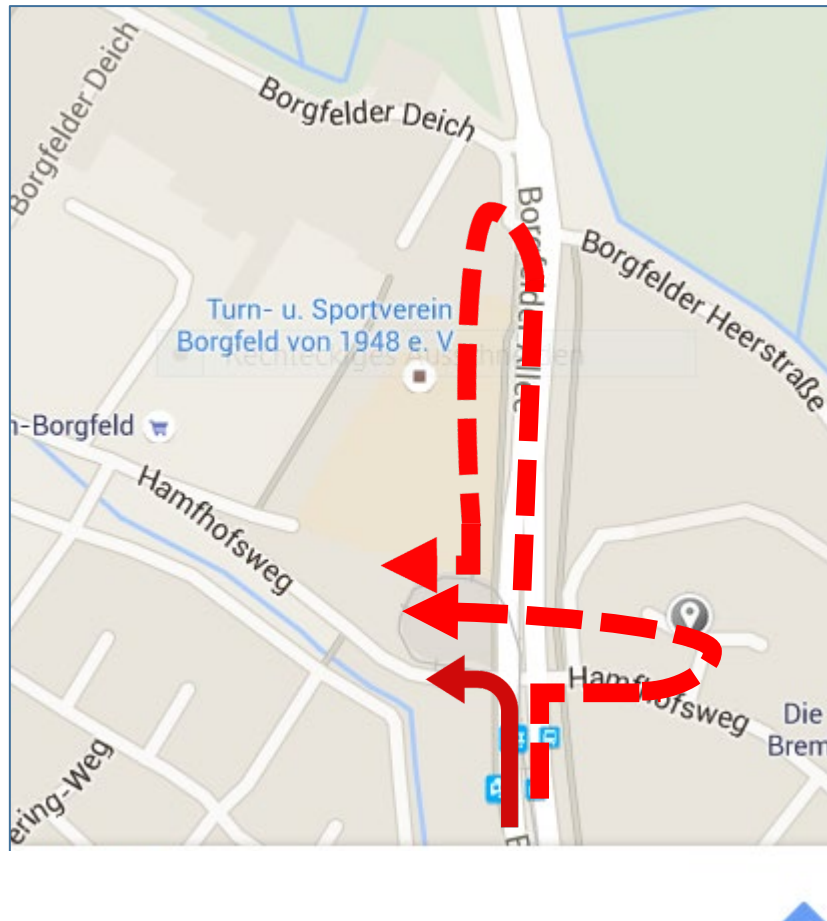 Borgfelder Deich
Borgfelder Deich
Borgfelder Allee
Borgfelder Heerstraße
Turn- u. Sportverein
Borgfeld von 1948 e. V
Rechteckiges Ausschneiden
n-Borgfeld
Hamfhofsweg
Hamfhofsweg
Die
Brem
ering-Weg
B